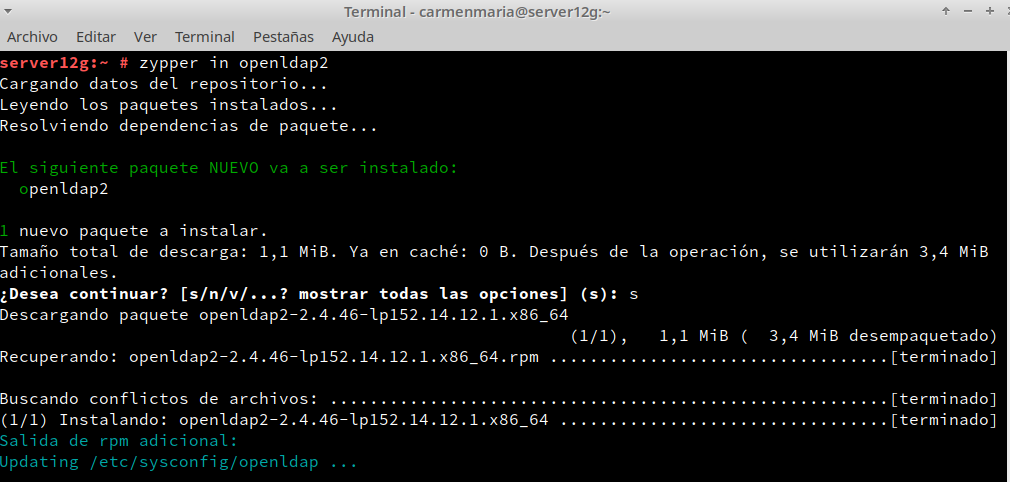 Terminal - carmenmaria@server12g:~
Archivo Editar Ver Terminal Pestañas Ayuda
server12g:~ # zypper in openldap2
Cargando datos del repositorio...
Leyendo los paquetes instalados...
Resolviendo dependencias de paquete...
El siguiente paquete NUEVO va a ser instalado:
openldap2
1 nuevo paquete a instalar.
Tamaño total de descarga: 1,1 MiB. Ya en caché: 0 B. Después de la operación, se utilizarán 3,4 MiB
adicionales.
¿Desea continuar? [s/n/v/...? mostrar todas las opciones] (s): s
Descargando paquete openldap2-2.4.46-lp152.14.12.1.x86_64
(1/1),   1,1 MiB (  3,4 MiB desempaquetado)
Recuperando: openldap2-2.4.46-lp152.14.12.1.x86_64.rpm ..................................[terminado]
Buscando conflictos de archivos: ........................................................[terminado]
(1/1) Instalando: openldap2-2.4.46-lp152.14.12.1.x86_64 .................................[terminado]
Salida de rpm adicional:
Updating /etc/sysconfig/openldap ...